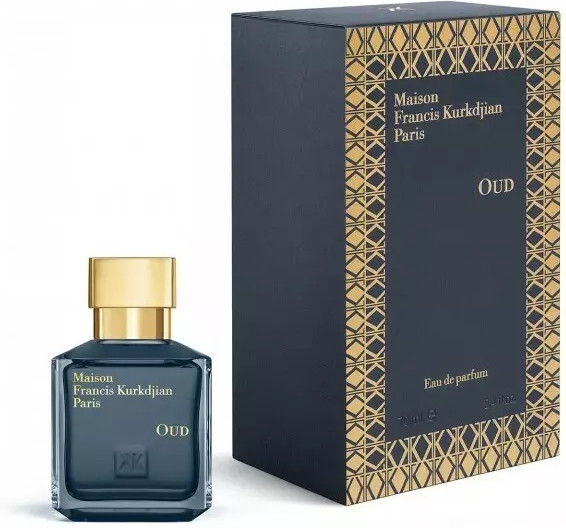 Maison
Francis Kurkdjian
Paris
OUD
Eau de parfum
Maison
Francis Kurkdjian
Paris
OUD